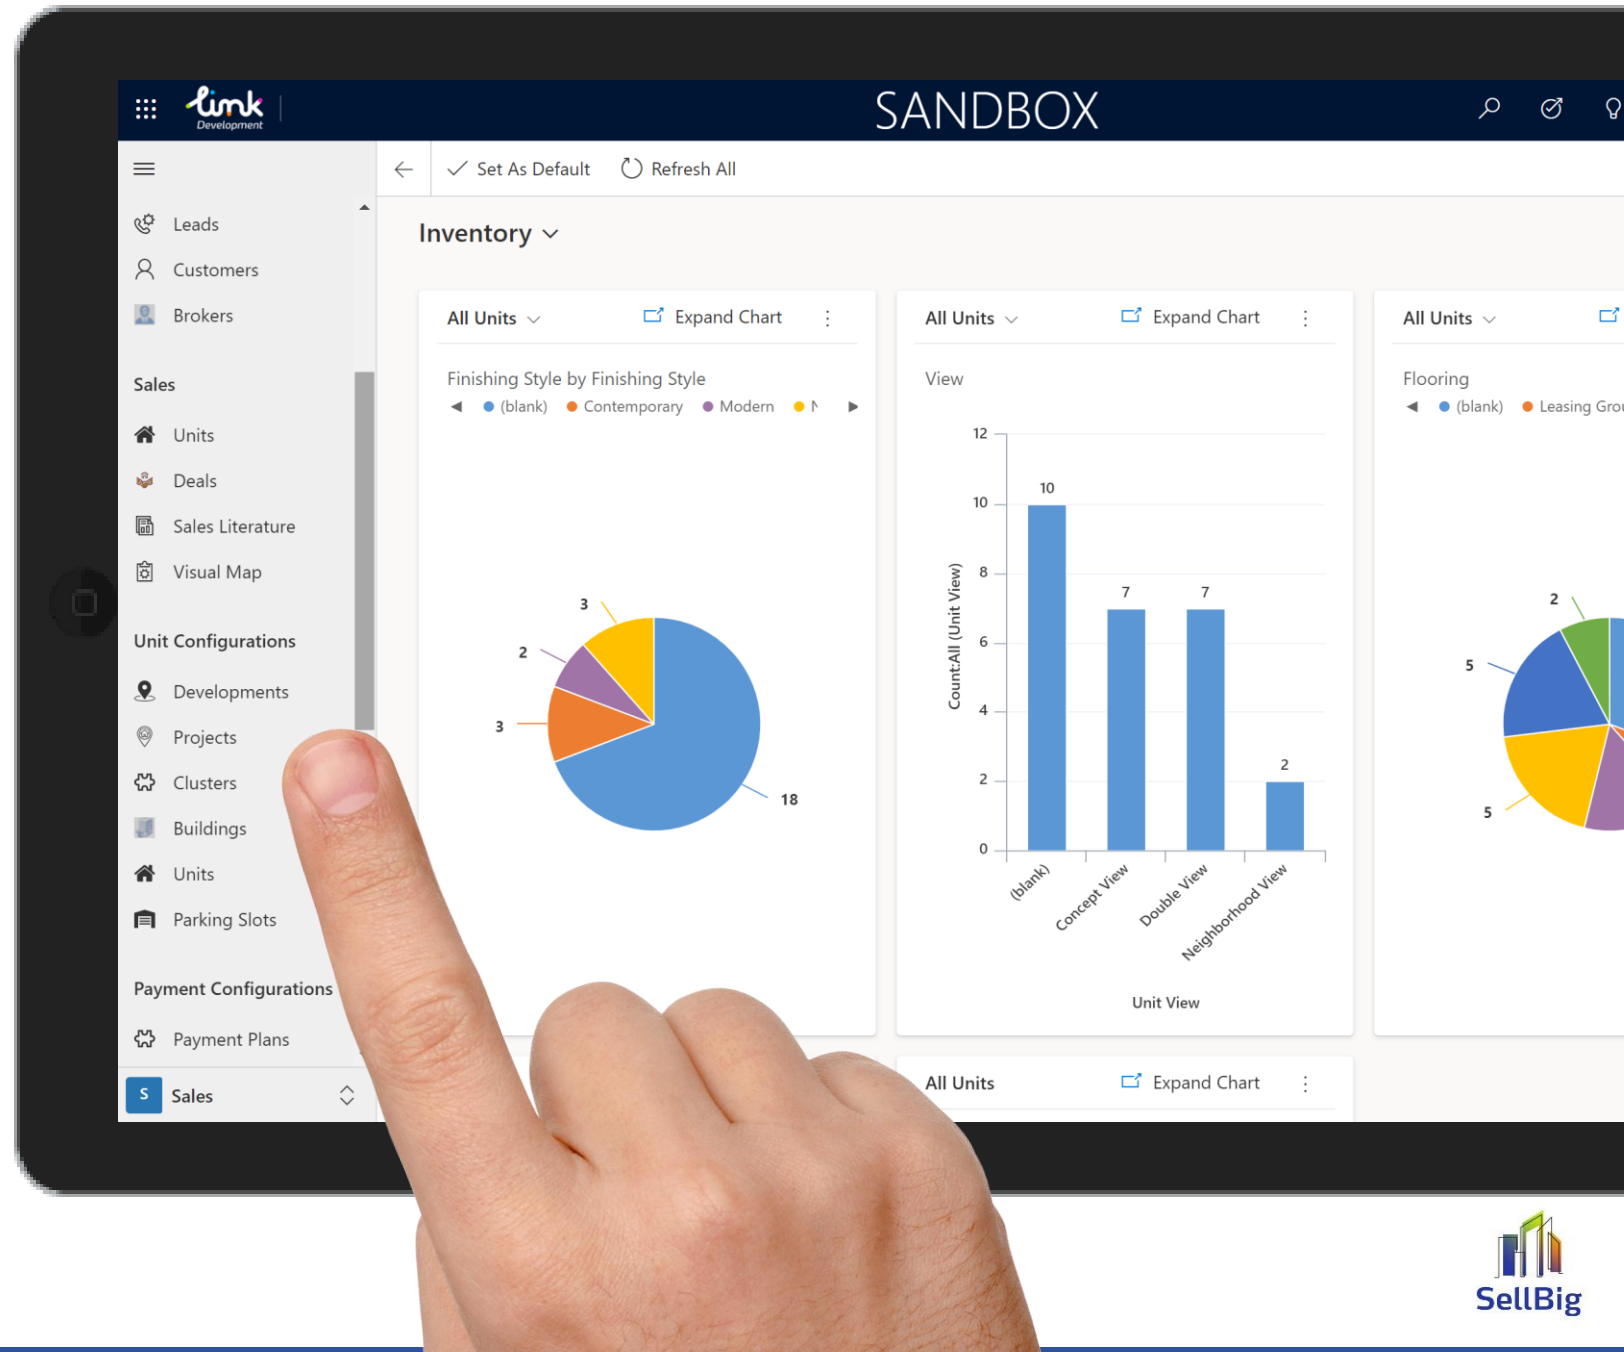 link
Development
SANDBOX
Set As Default
Refresh All
Leads
Customers
Brokers
Sales
Units
Deals
Sales Literature
Visual Map
Unit Configurations
Developments
Projects
Clusters
Buildings
Units
Parking Slots
Payment Configurations
Payment Plans
S
Sales
Inventory
All Units
Expand Chart
Finishing Style by Finishing Style
(blank)
Contemporary
Modern
3
2
3
18
All Units
Expand Chart
View
12
10
8
6
4
2
0
Count:All (Unit View)
10
7
7
2
(blank)
Concept View
Double View
Neighborhood View
Unit View
All Units
Flooring
(blank)
Leasing
2
5
5
All Units
Expand Chart
SellBig